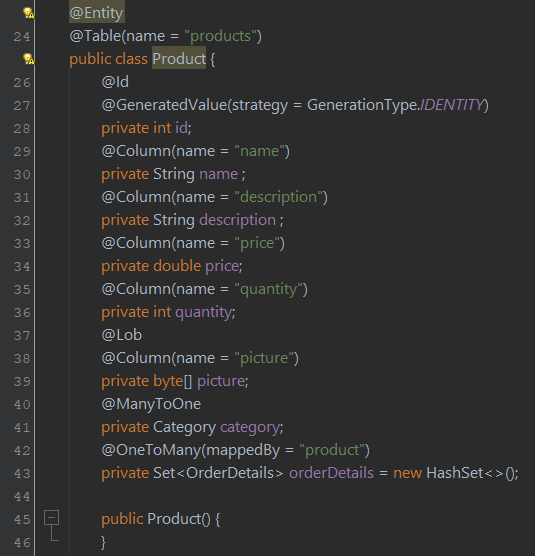 @Entity
24 @Table(name = "products")
public class Product {
26 @Id
27 @GeneratedValue(strategy = GenerationType.IDENTITY)
28 private int id;
29 @Column(name = "name")
30 private String name ;
31 @Column(name = "description")
32 private String description ;
33 @Column(name = "price")
34 private double price;
35 @Column(name = "quantity")
36 private int quantity;
37 @Lob
38 @Column(name = "picture")
39 private byte[] picture;
40 @ManyToOne
41 private Category category;
42 @OneToMany(mappedBy = "product")
43 private Set<OrderDetails> orderDetails = new HashSet<>();
44
45 public Product() {
46 }